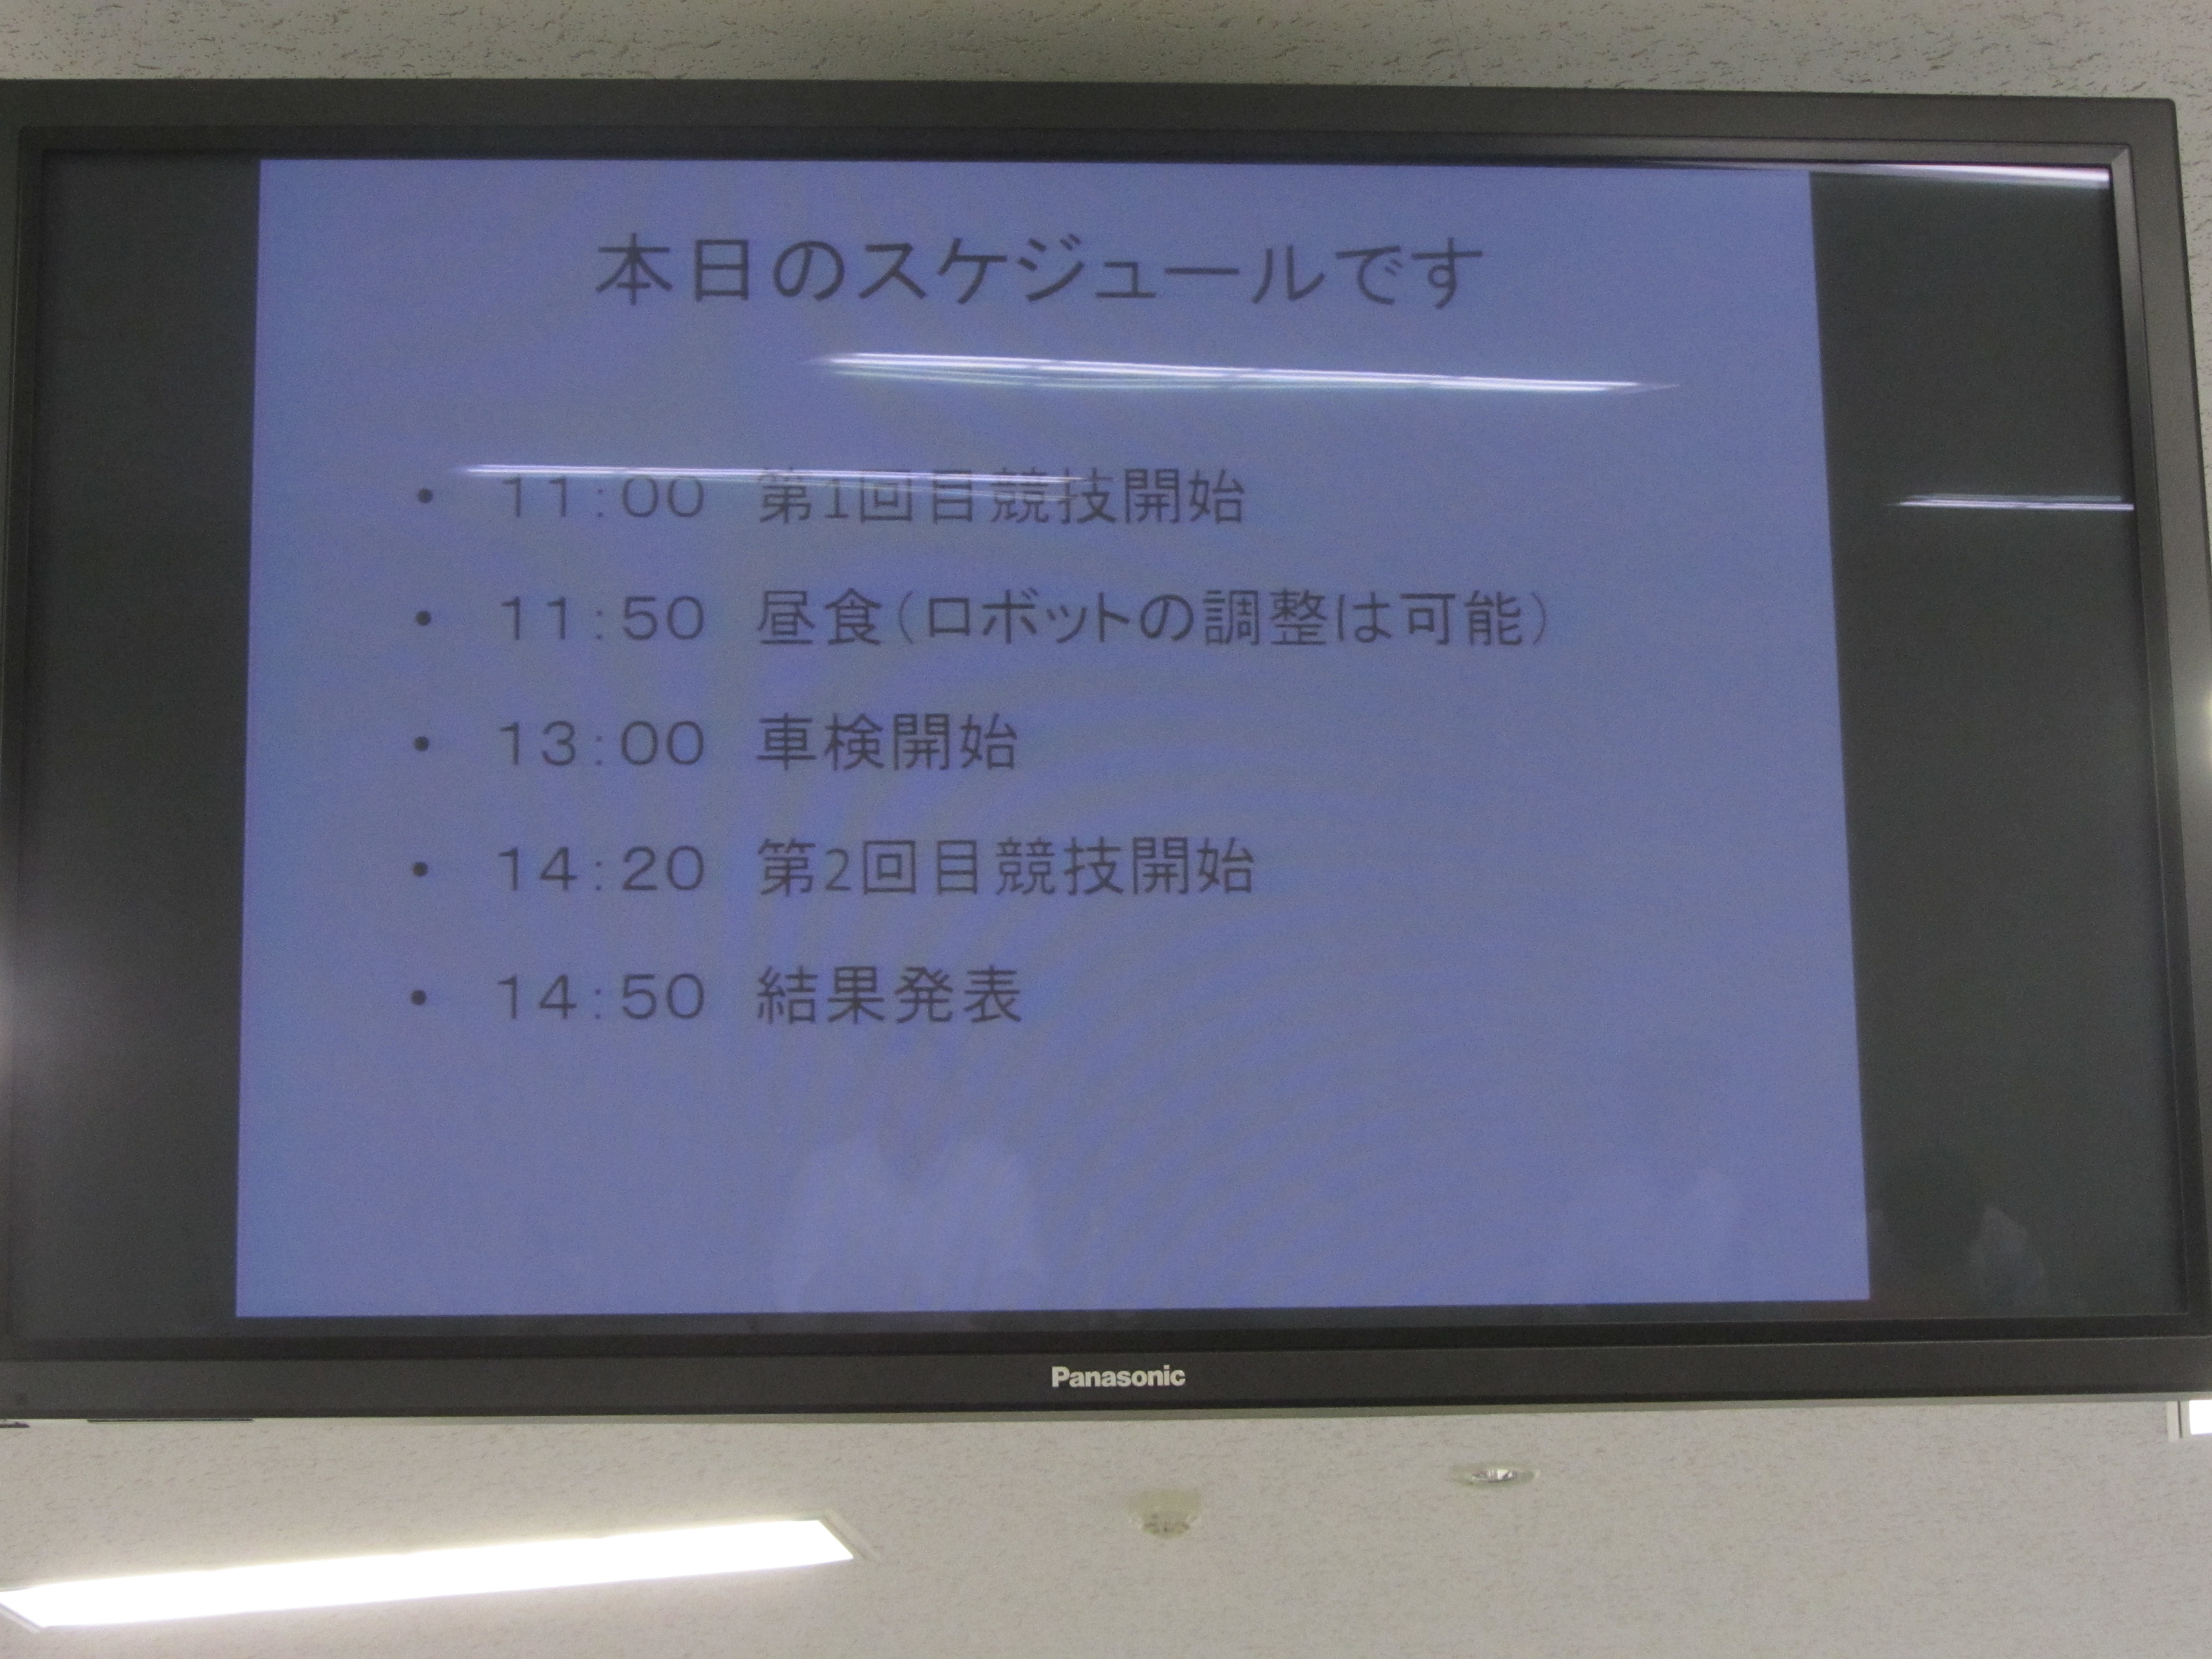 本日のスケジュールです
• 11:00 第1回目競技開始
• 11:50 昼食(ロボットの調整は可能)
• 13:00 車検開始
• 14:20 第2回目競技開始
• 14:50 結果発表
Panasonic